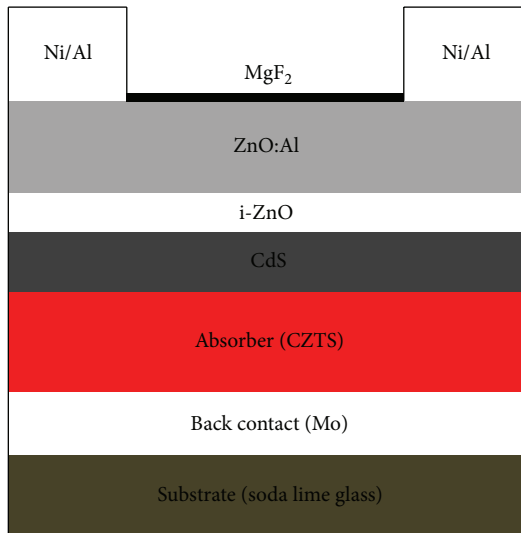 Ni/Al
Ni/Al
MgF₂
ZnO:Al
i-ZnO
CdS
Absorber (CZTS)
Back contact (Mo)
Substrate (soda lime glass)